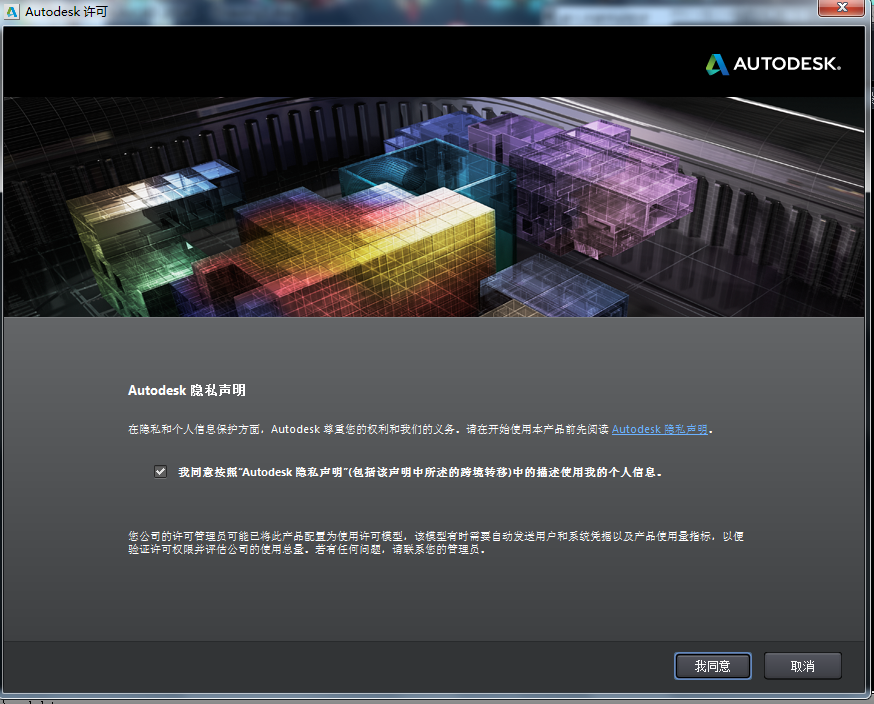 Autodesk 许可
AUTODESK.
Autodesk 隐私声明
在隐私和个人信息保护方面，Autodesk 尊重您的权利和我们的义务。请在开始使用本产品前先阅读 Autodesk 隐私声明。
我同意按照“Autodesk 隐私声明”(包括该声明中所述的跨境转移)中的描述使用我的个人信息。
您公司的许可管理员可能已将此产品配置为使用许可模型，该模型有时需要自动发送用户和系统凭据以及产品使用量指标，以便
验证许可权限并评估公司的使用总量。若有任何问题，请联系您的管理员。
我同意 取消